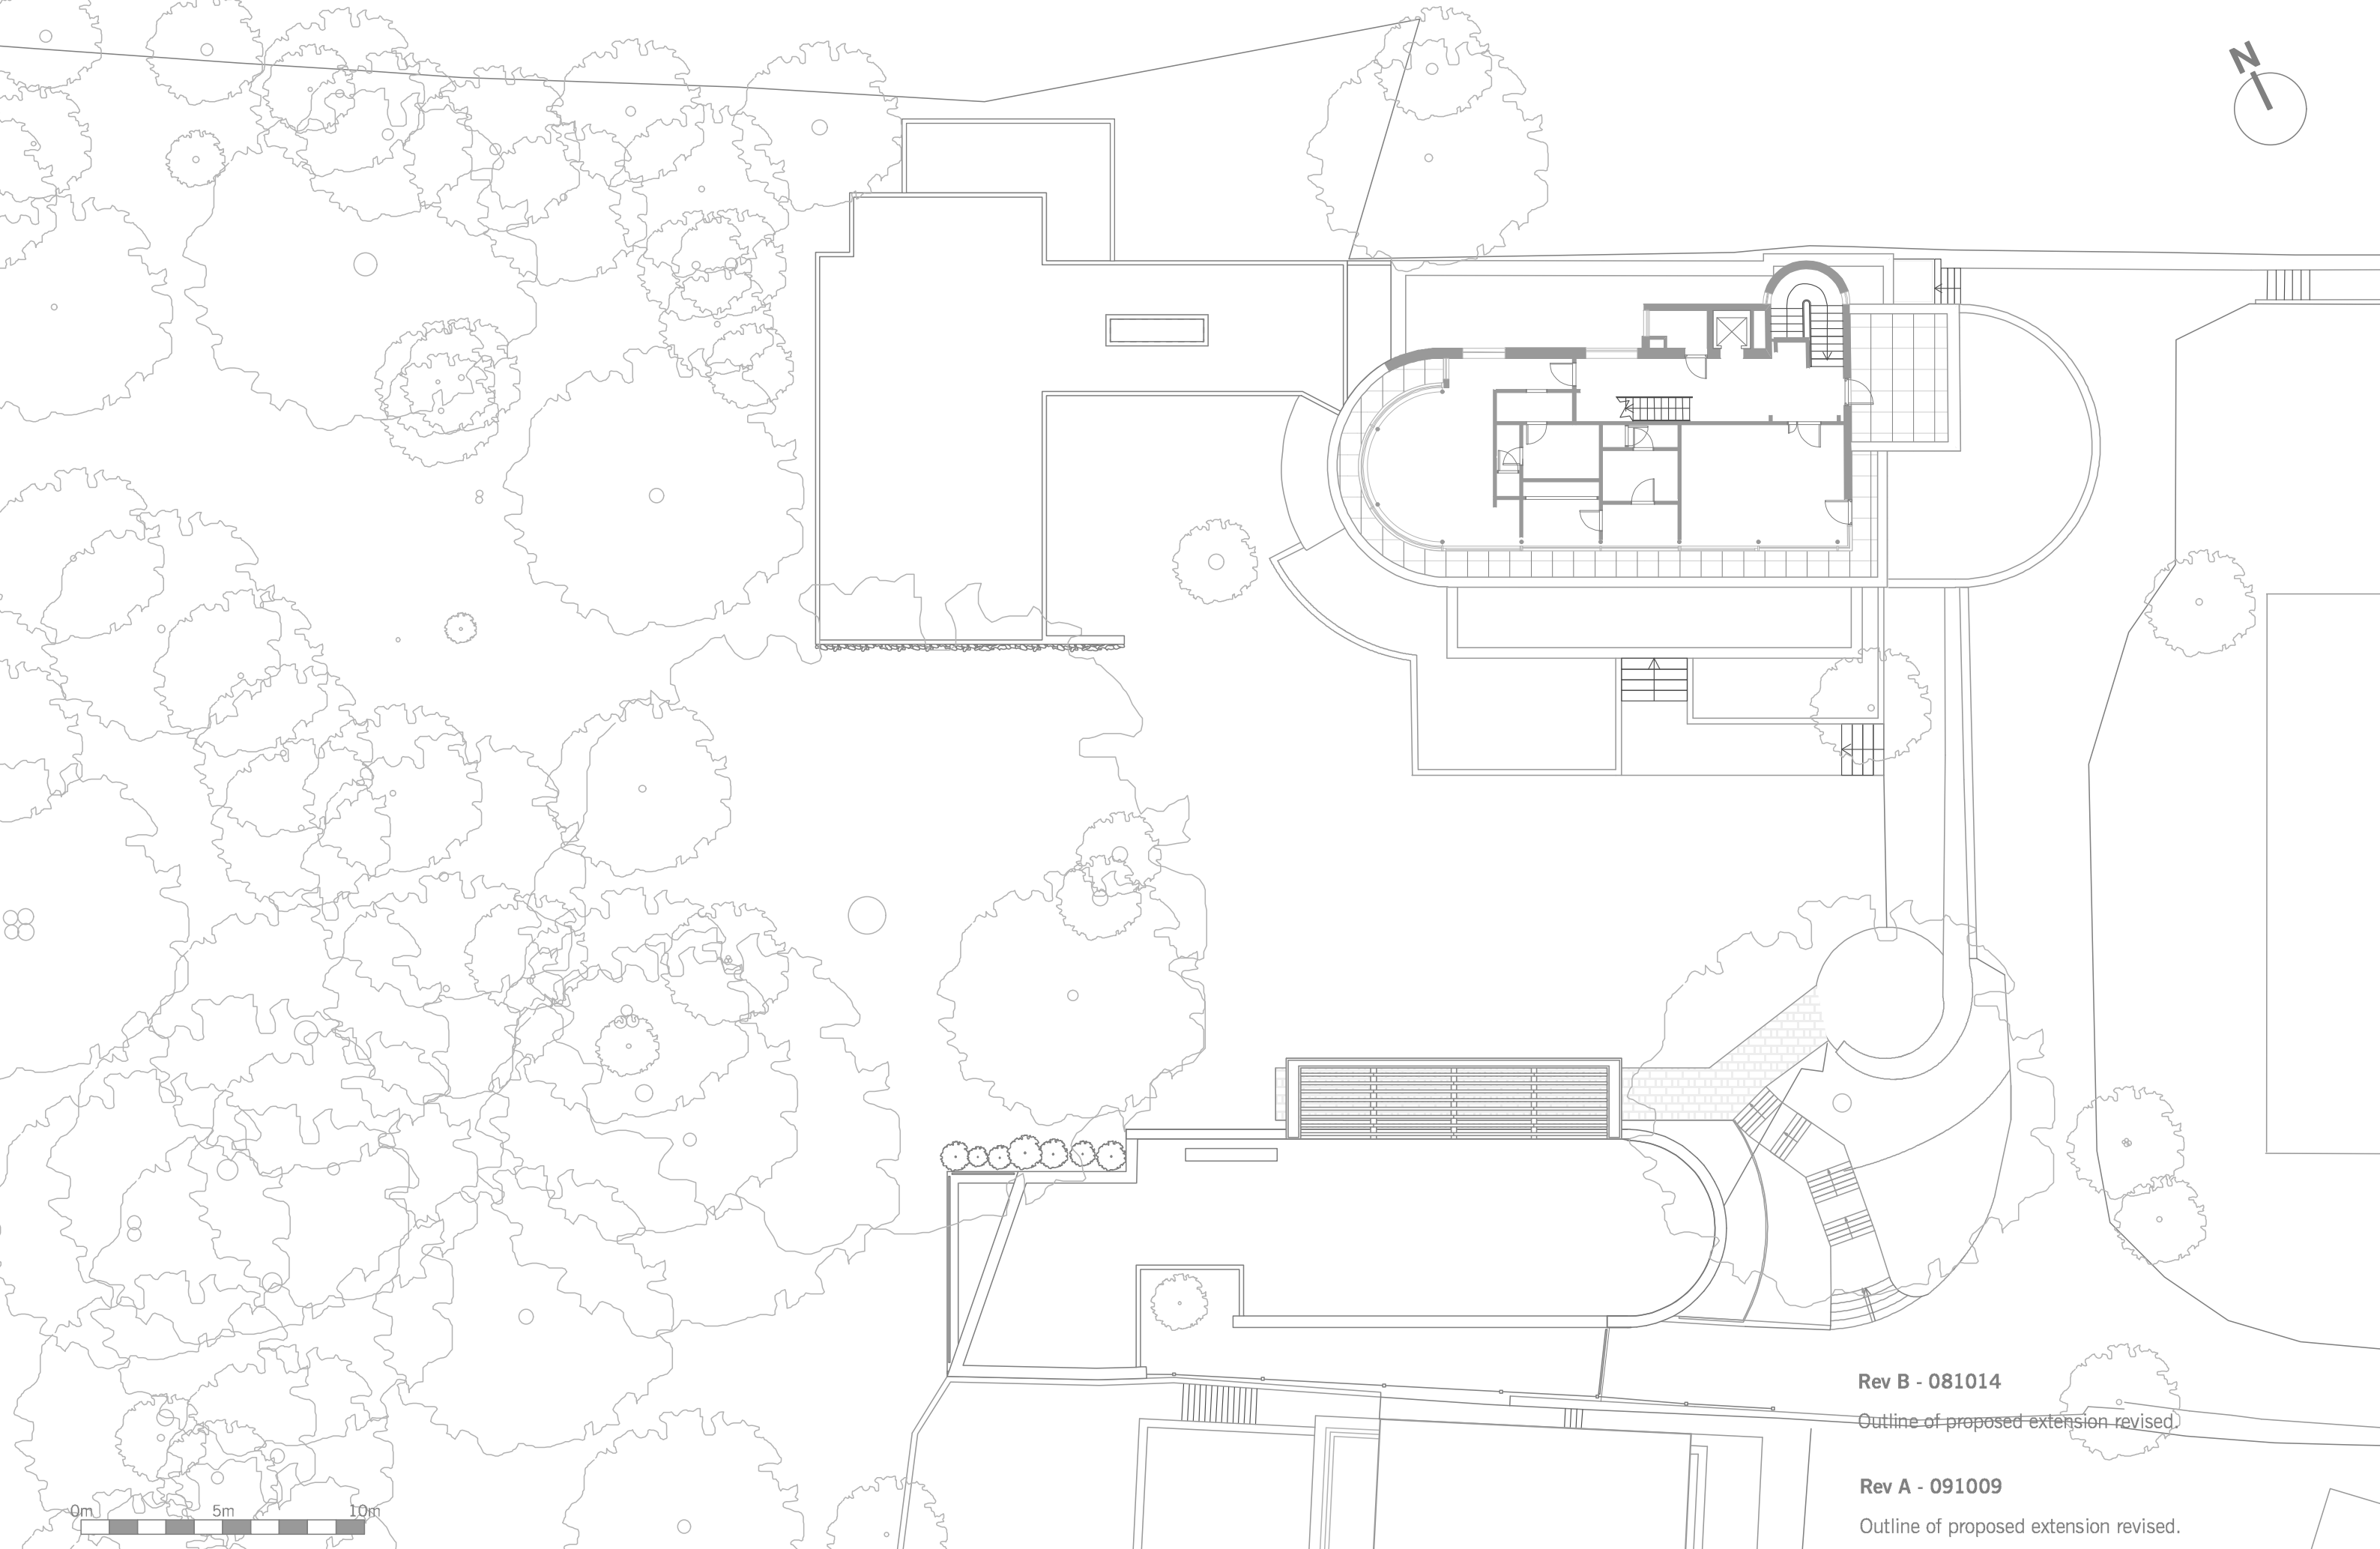 N
Rev B - 081014
Outline of proposed extension revised.
Rev A - 091009
Outline of proposed extension revised.
0m 5m 10m